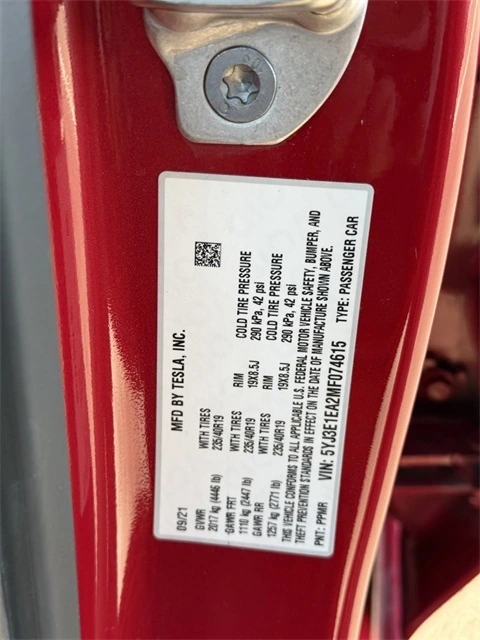 MFD BY TESLA, INC.
09/21
GVWR
2017 kg (4446 lb)
GAWR FRT WITH TIRES RIM COLD TIRE PRESSURE
1110 kg (2447 lb) 235/40R19 19X8.5J 290 kPa, 42 psi
GAWR RR WITH TIRES RIM COLD TIRE PRESSURE
1257 kg (2771 lb) 235/40R19 19X8.5J 290 kPa, 42 psi
THIS VEHICLE CONFORMS TO ALL APPLICABLE U.S. FEDERAL MOTOR VEHICLE SAFETY, BUMPER, AND
THEFT PREVENTION STANDARDS IN EFFECT ON THE DATE OF MANUFACTURE SHOWN ABOVE.
VIN: 5YJ3E1EA2MF074615 TYPE: PASSENGER CAR
PNT: PPMR